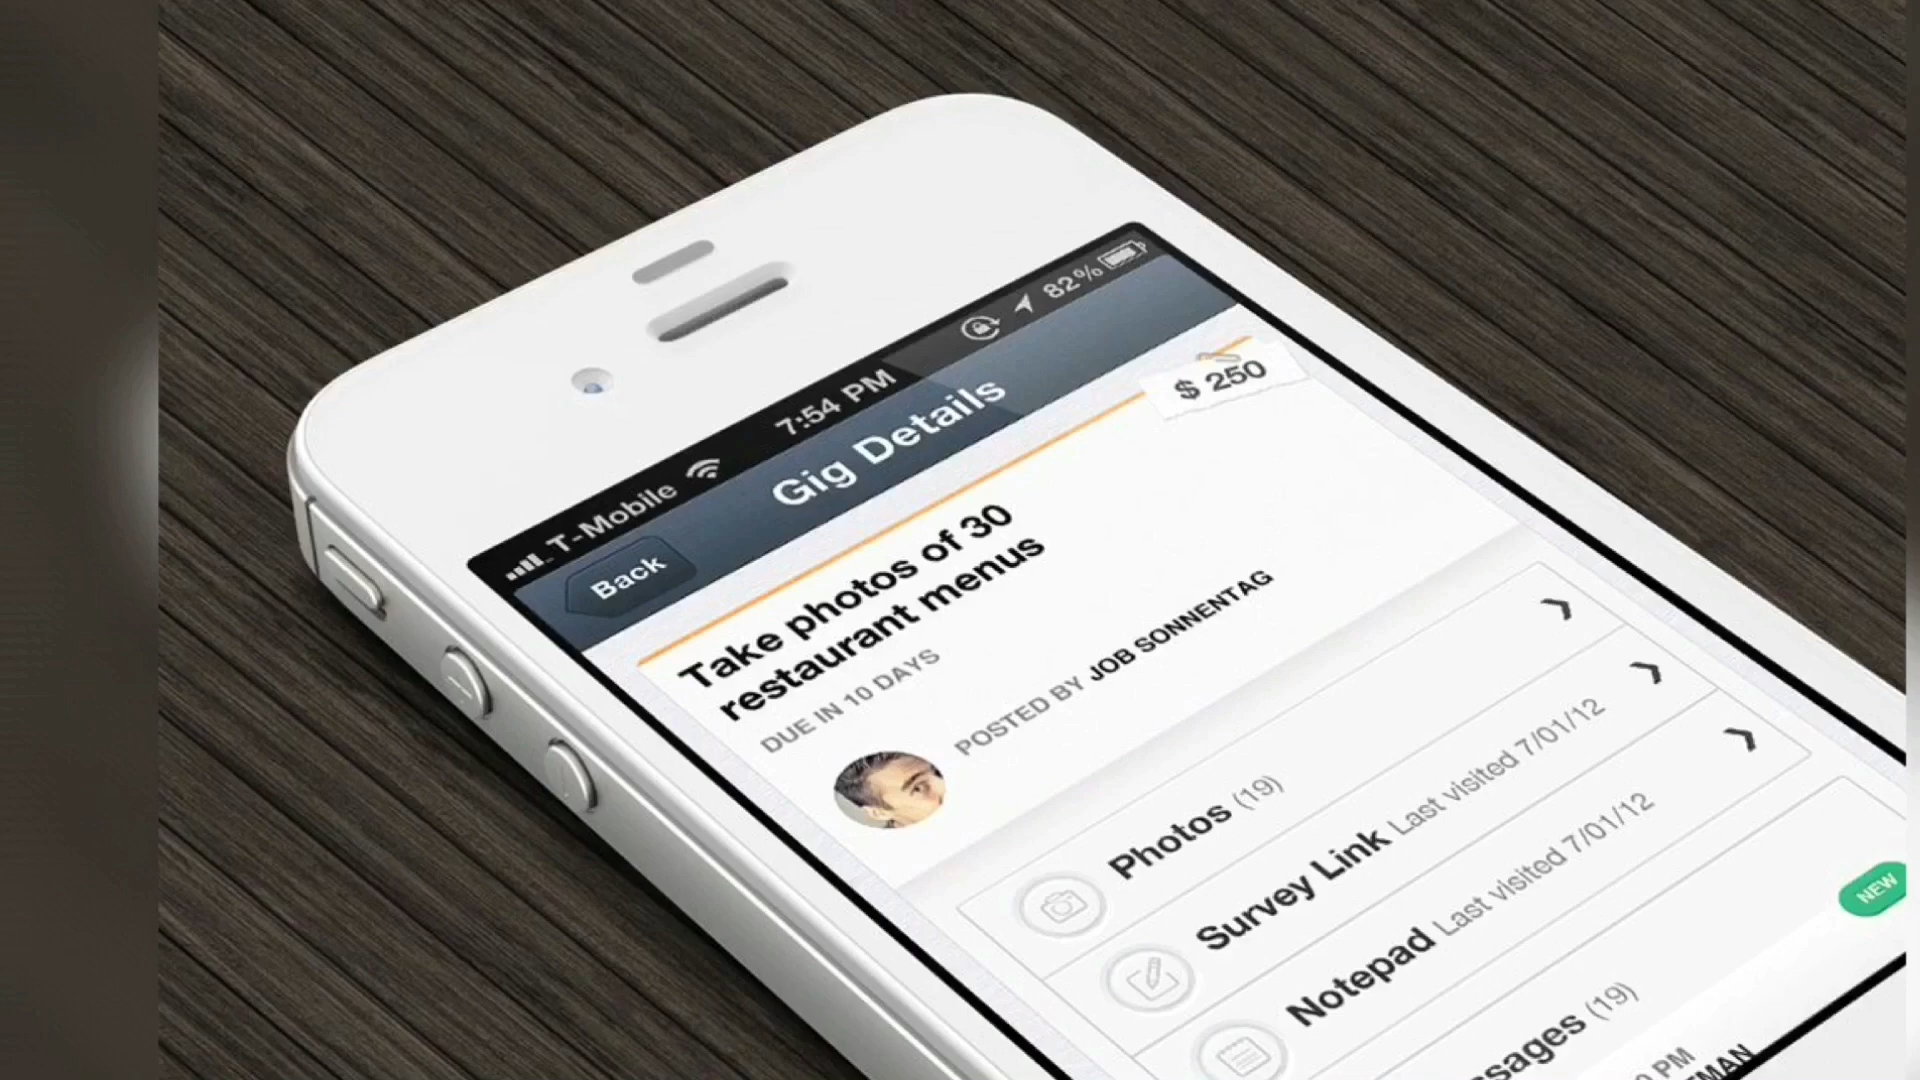 T-Mobile 7:54 PM 82%
Back Gig Details
$ 250
Take photos of 30
restaurant menus
DUE IN 10 DAYS
POSTED BY JOB SONNENTAG
Photos (19)
Survey Link Last visited 7/01/12
Notepad Last visited 7/01/12
NEW
ssages (19)
PM